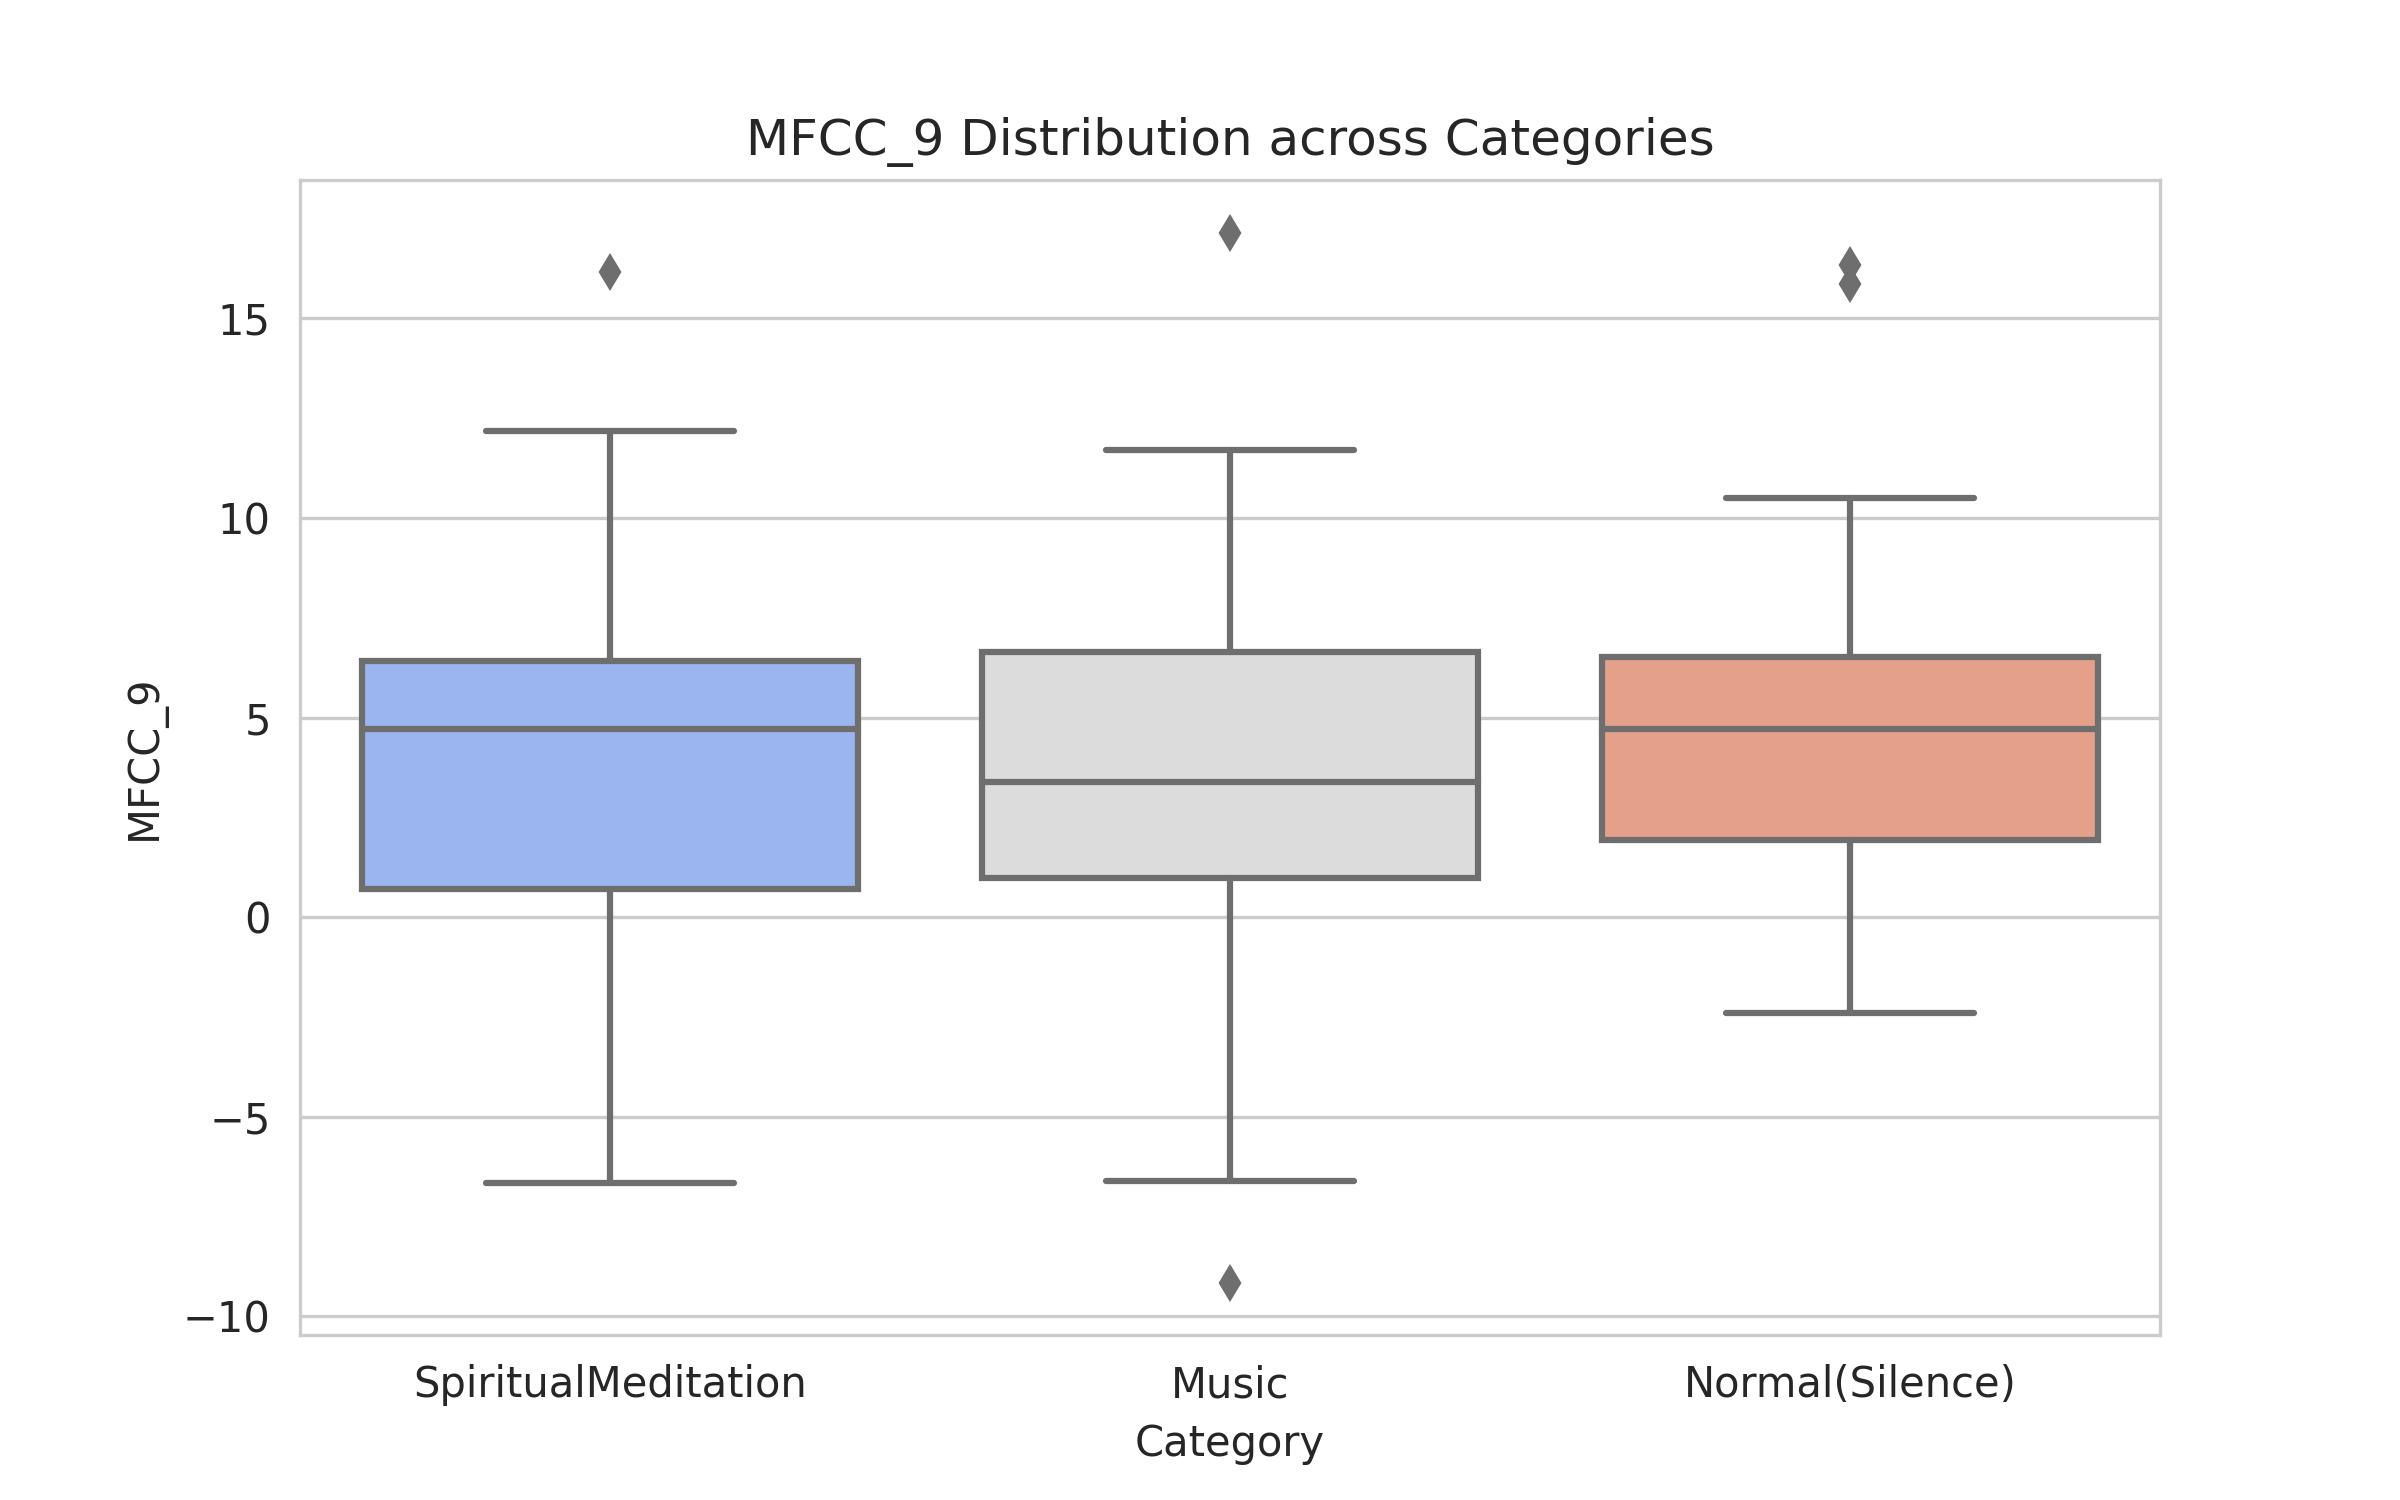 MFCC_9 Distribution across Categories
MFCC_9
15
10
5
0
−5
−10
SpiritualMeditation
Music
Normal(Silence)
Category